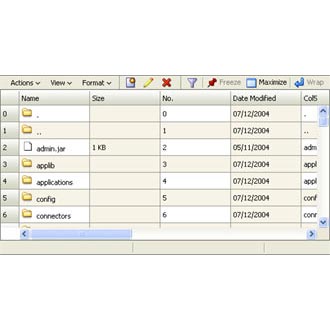 Actions View Format Freeze Maximize Wrap
Name Size No. Date Modified Col5
0 . 0 07/12/2004 .
1 .. 1 07/12/2004 ..
2 admin.jar 1 KB 2 05/11/2004 adm
3 applib 3 07/12/2004 appl
4 applications 4 07/12/2004 appl
5 config 5 07/12/2004 conf
6 connectors 6 07/12/2004 conr